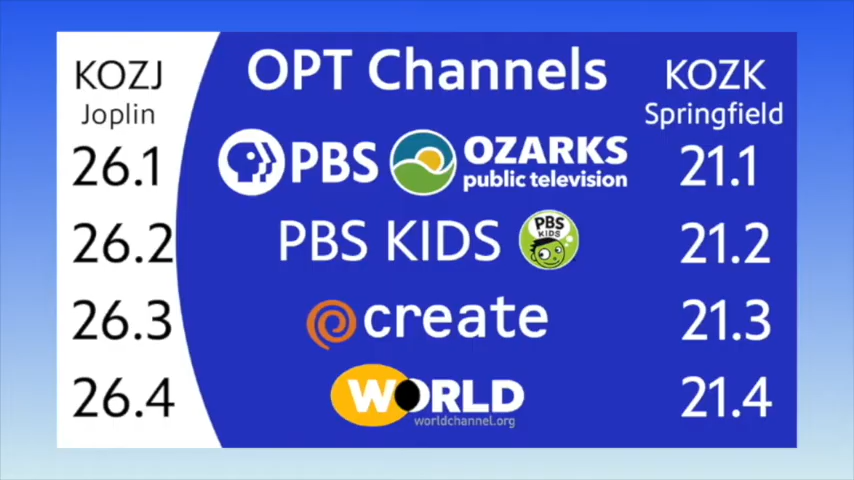 KOZJ OPT Channels KOZK
Joplin Springfield
26.1 PBS OZARKS public television 21.1
26.2 PBS KIDS PBS KIDS 21.2
26.3 create 21.3
26.4 WORLD 21.4
worldchannel.org